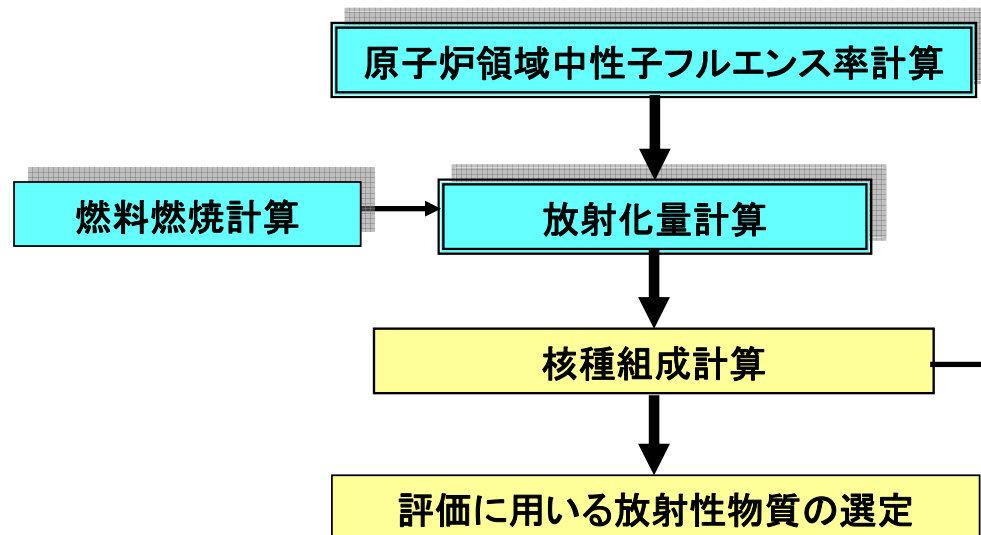 原子炉領域中性子フルエンス率計算
燃料燃焼計算
放射化量計算
核種組成計算
評価に用いる放射性物質の選定